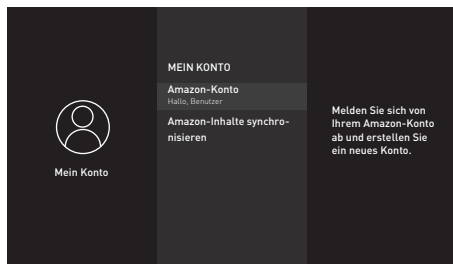 Mein Konto
MEIN KONTO
Amazon-Konto
Hallo, Benutzer
Amazon-Inhalte synchro-
nisieren
Melden Sie sich von
Ihrem Amazon-Konto
ab und erstellen Sie
ein neues Konto.